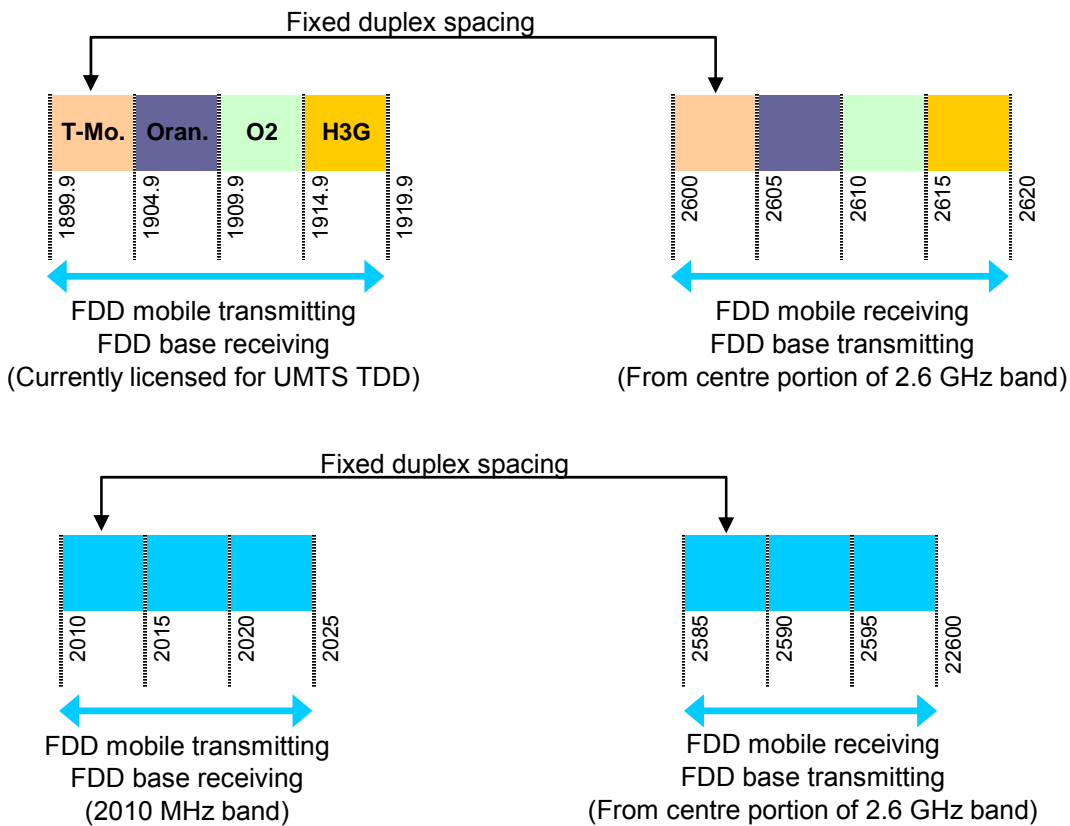 Fixed duplex spacing
T-Mo. Oran. O2 H3G
1899.9 1904.9 1909.9 1914.9 1919.9
2600 2605 2610 2615 2620
FDD mobile transmitting
FDD base receiving
(Currently licensed for UMTS TDD)
FDD mobile receiving
FDD base transmitting
(From centre portion of 2.6 GHz band)
Fixed duplex spacing
2010 2015 2020 2025
2585 2590 2595 22600
FDD mobile transmitting
FDD base receiving
(2010 MHz band)
FDD mobile receiving
FDD base transmitting
(From centre portion of 2.6 GHz band)